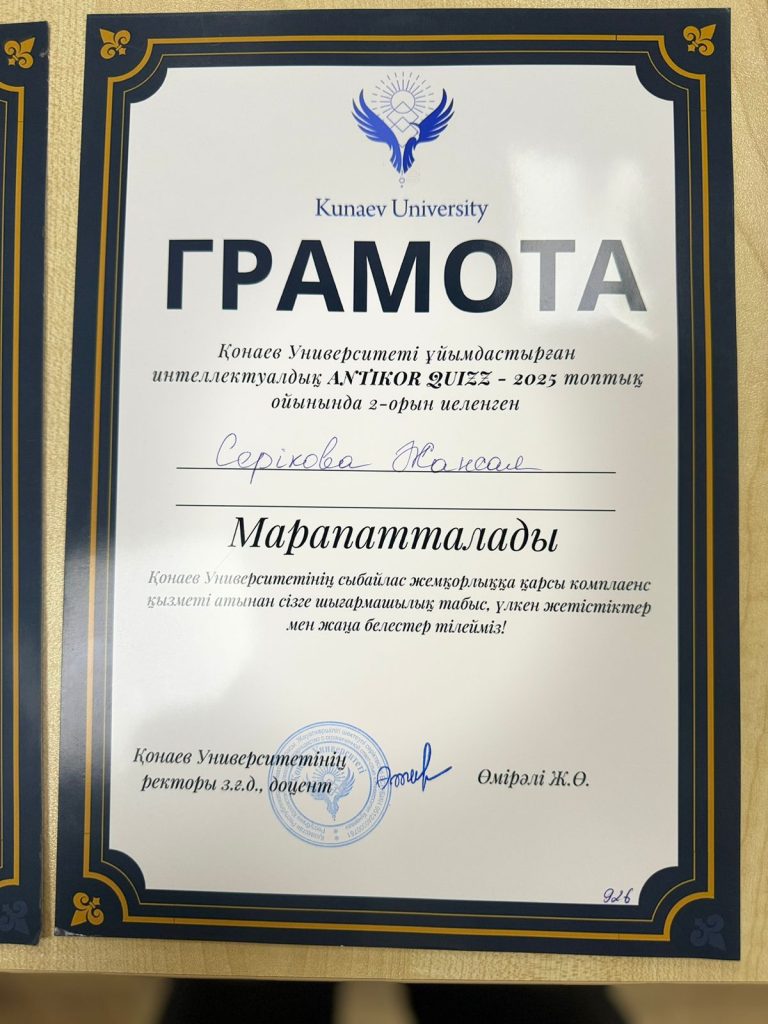 Kunaev University
ГРАМОТА
Қонаев Университеті ұйымдастырған
интеллектуалдық ANTIKOR QUIZZ - 2025 топтық
ойынында 2-орын иеленген
Серікова Жансая
Марапатталады
Қонаев Университетінің сыбайлас жемқорлыққа қарсы комплаенс
қызметі атынан сізге шығармашылық табыс, үлкен жетістіктер
мен жаңа белестер тілейміз!
Қонаев Университетінің
ректоры з.ғ.д., доцент
Өмірәлі Ж.Ө.
926